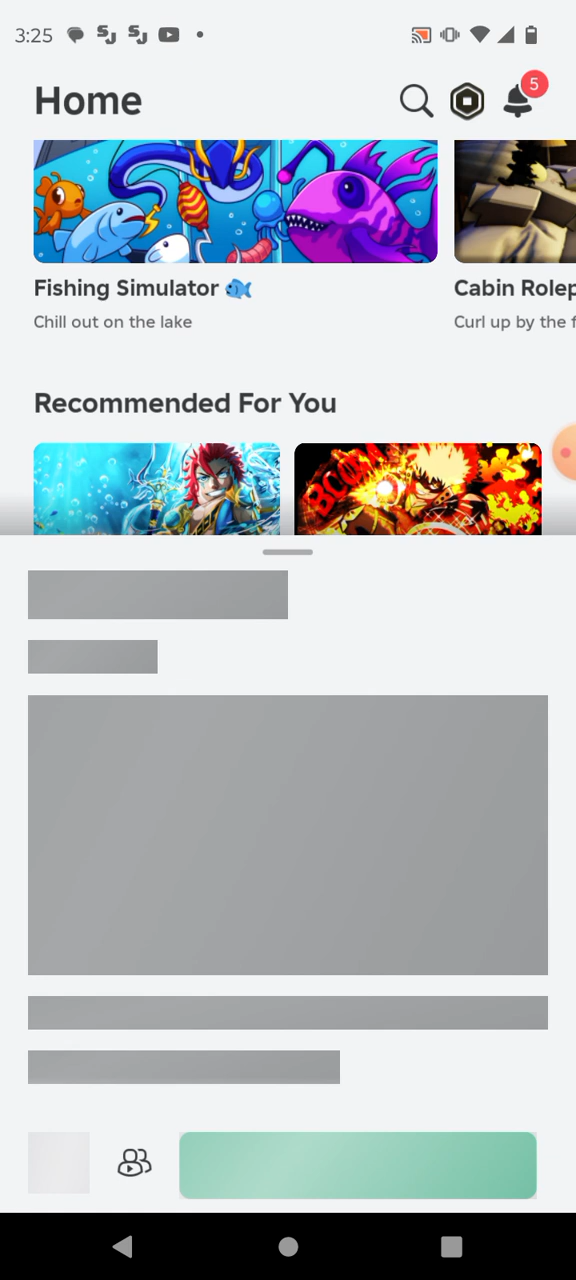 3:25
Home
5
Fishing Simulator
Cabin Rolep
Chill out on the lake
Curl up by the f
Recommended For You
BOOM